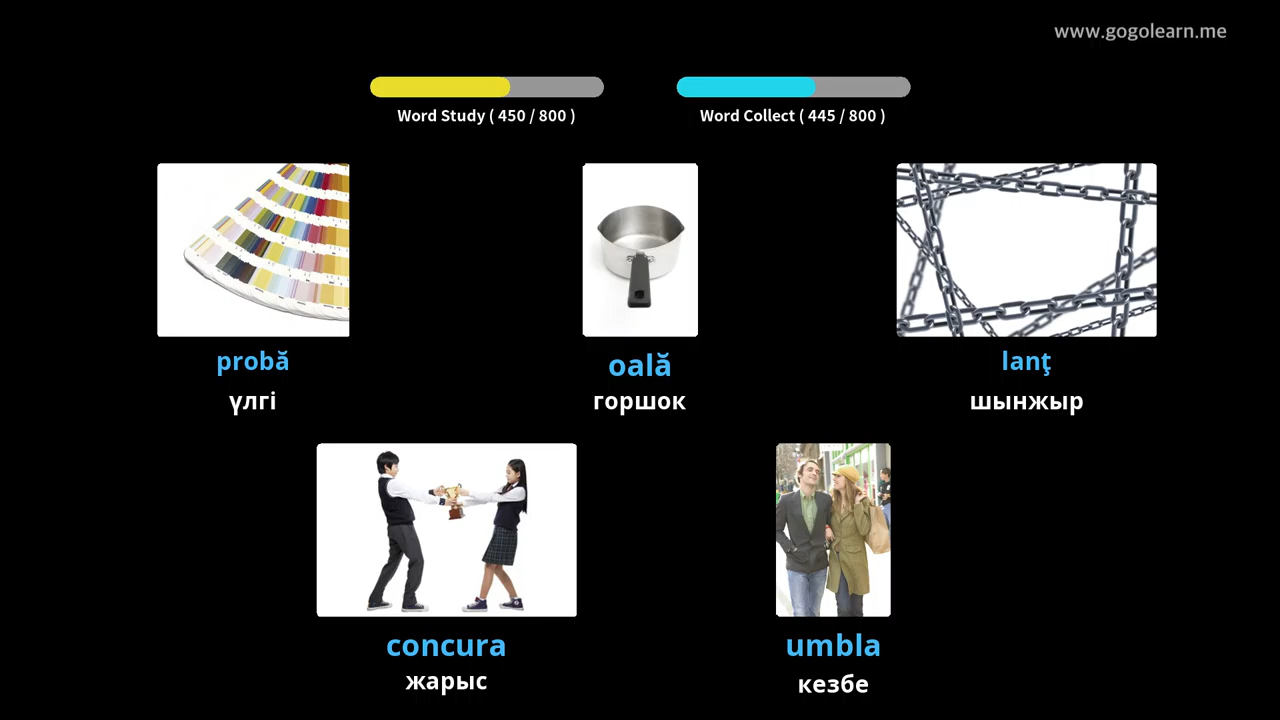 www.gogolearn.me
Word Study ( 450 / 800 )
Word Collect ( 445 / 800 )
probă
oală
lanţ
үлгі
горшок
шынжыр
concura
umbla
жарыс
кезбе